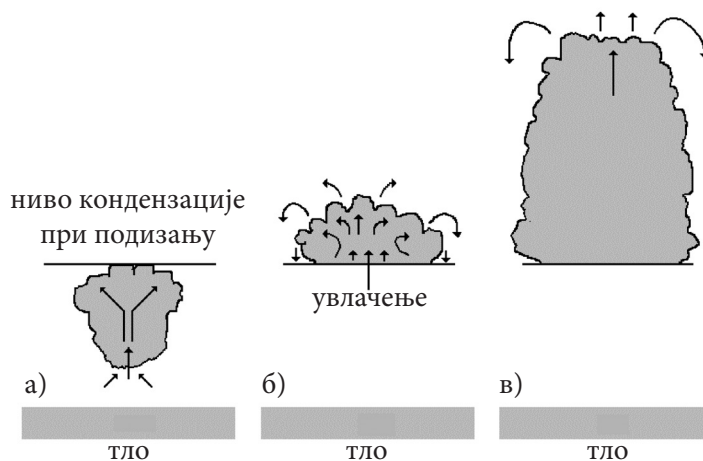 ниво кондензације
при подизању
увлачење
а)
б)
в)
тло
тло
тло